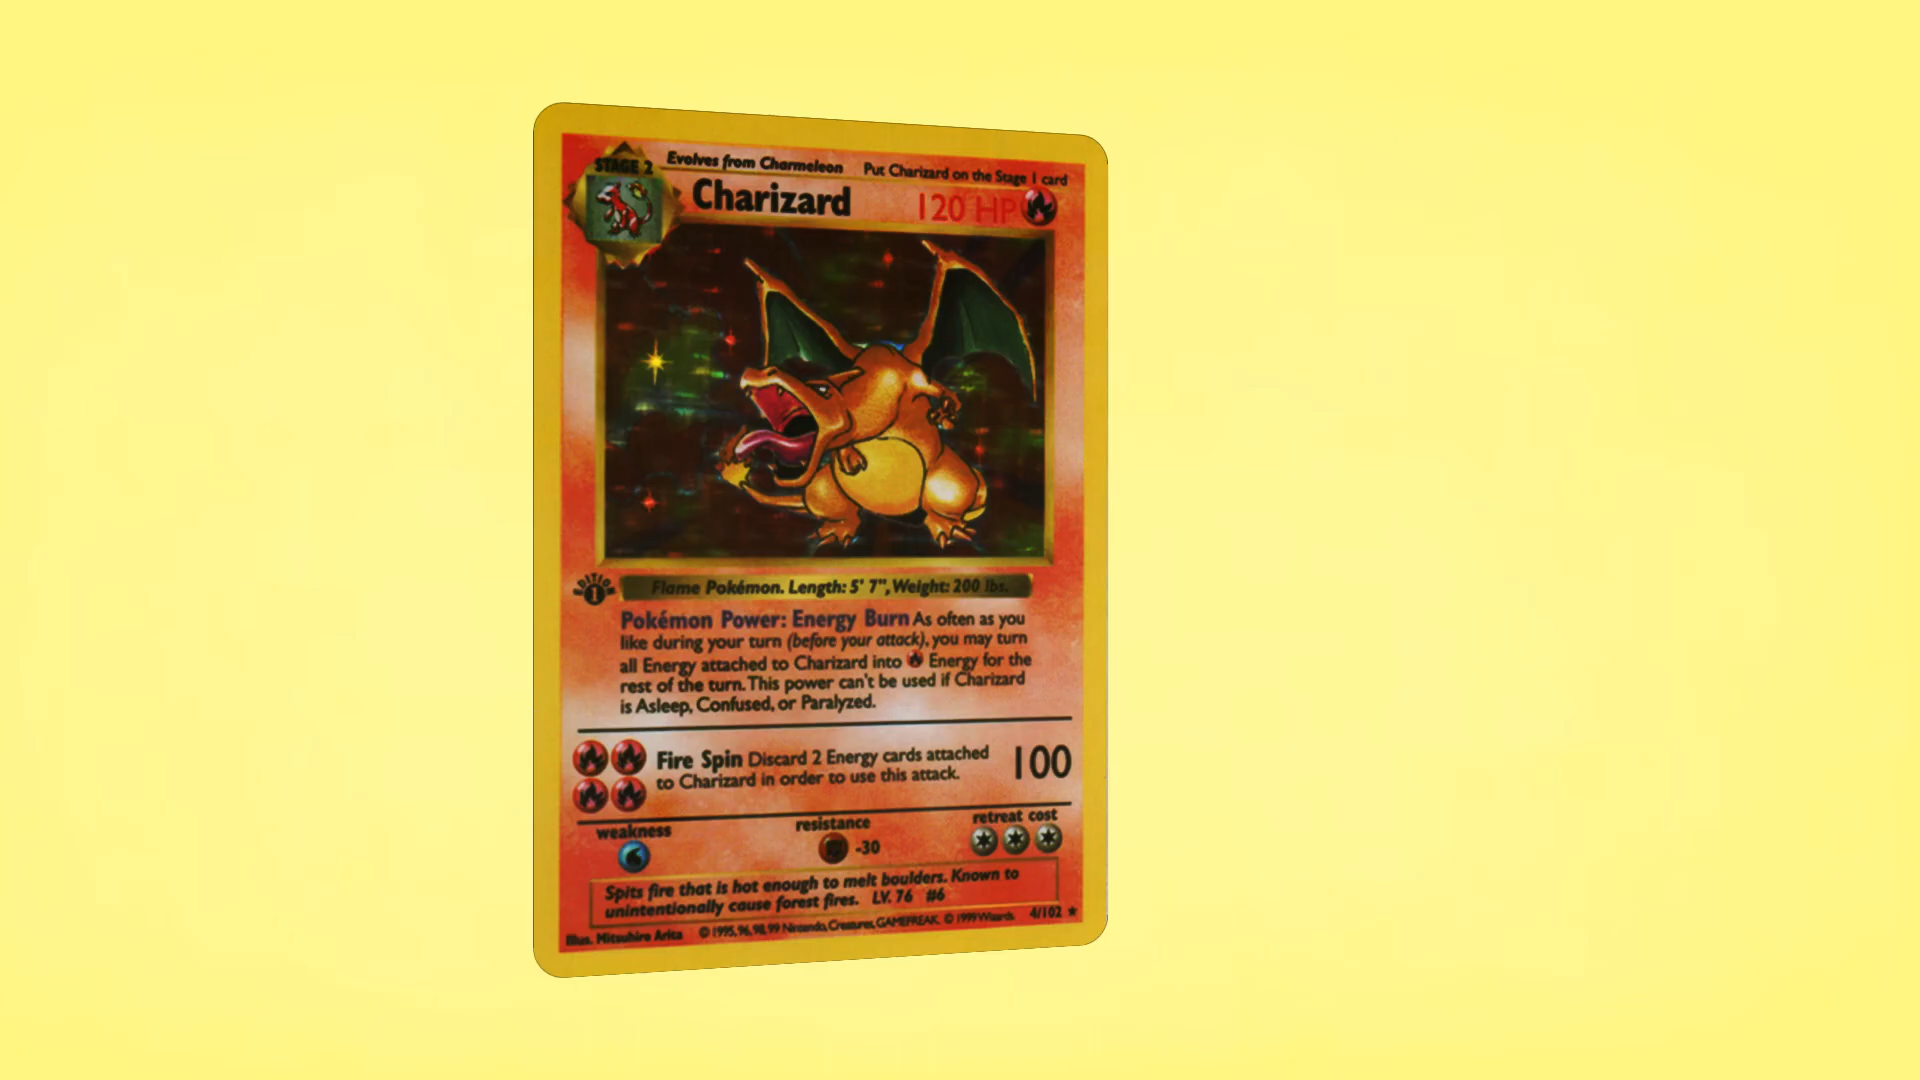 STAGE 2
Evolves from Charmeleon
Put Charizard on the Stage 1 card
Charizard
120 HP
EDITION
1
Flame Pokémon. Length: 5' 7", Weight: 200 lbs.
Pokémon Power: Energy Burn As often as you
like during your turn (before your attack), you may turn
all Energy attached to Charizard into Energy for the
rest of the turn. This power can't be used if Charizard
is Asleep, Confused, or Paralyzed.
Fire Spin Discard 2 Energy cards attached
to Charizard in order to use this attack.
100
weakness
resistance
retreat cost
-30
Spits fire that is hot enough to melt boulders. Known to
unintentionally cause forest fires. LV. 76 #6
Illus. Mitsuhiro Arita
© 1995, 96, 98, 99 Nintendo, Creatures, GAMEFREAK. © 1999 Wizards.
4/102